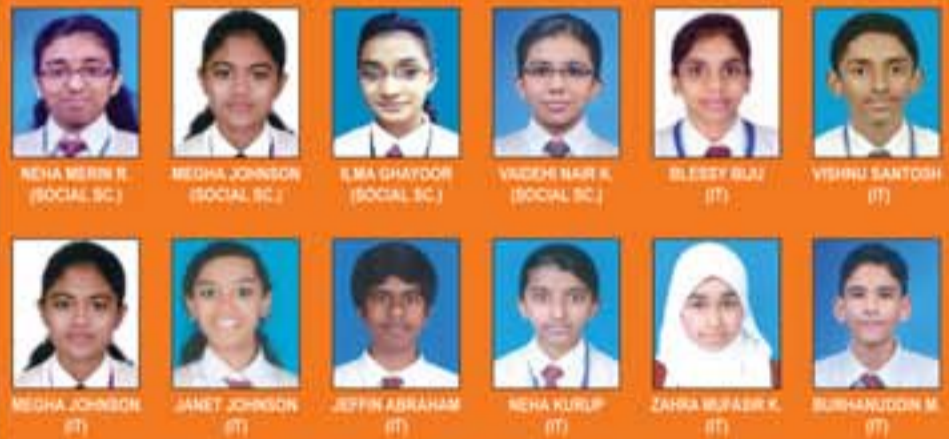 NEHA MERIN R
(SOCIAL SC.)
MEGHA JOHNSON
(SOCIAL SC.)
ILMA GHAYOOR
(SOCIAL SC.)
VAIDEHI NAIR K
(SOCIAL SC.)
BLESSY BIJU
(IT)
VISHNU SANTOSH
(IT)
MEGHA JOHNSON
(IT)
JANET JOHNSON
(IT)
JEFFIN ABRAHAM
(IT)
NEHA KURUP
(IT)
ZAHRA MUFASIR K.
(IT)
BURHANUDDIN M.
(IT)